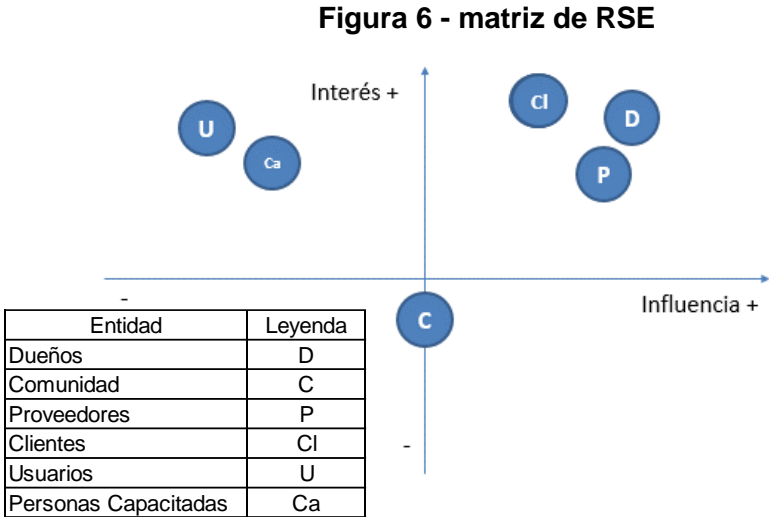 Figura 6 - matriz de RSE
Interés +
Cl
D
U
Ca
P
-
Influencia +
C
-
Entidad Leyenda
Dueños D
Comunidad C
Proveedores P
Clientes Cl
Usuarios U
Personas Capacitadas Ca